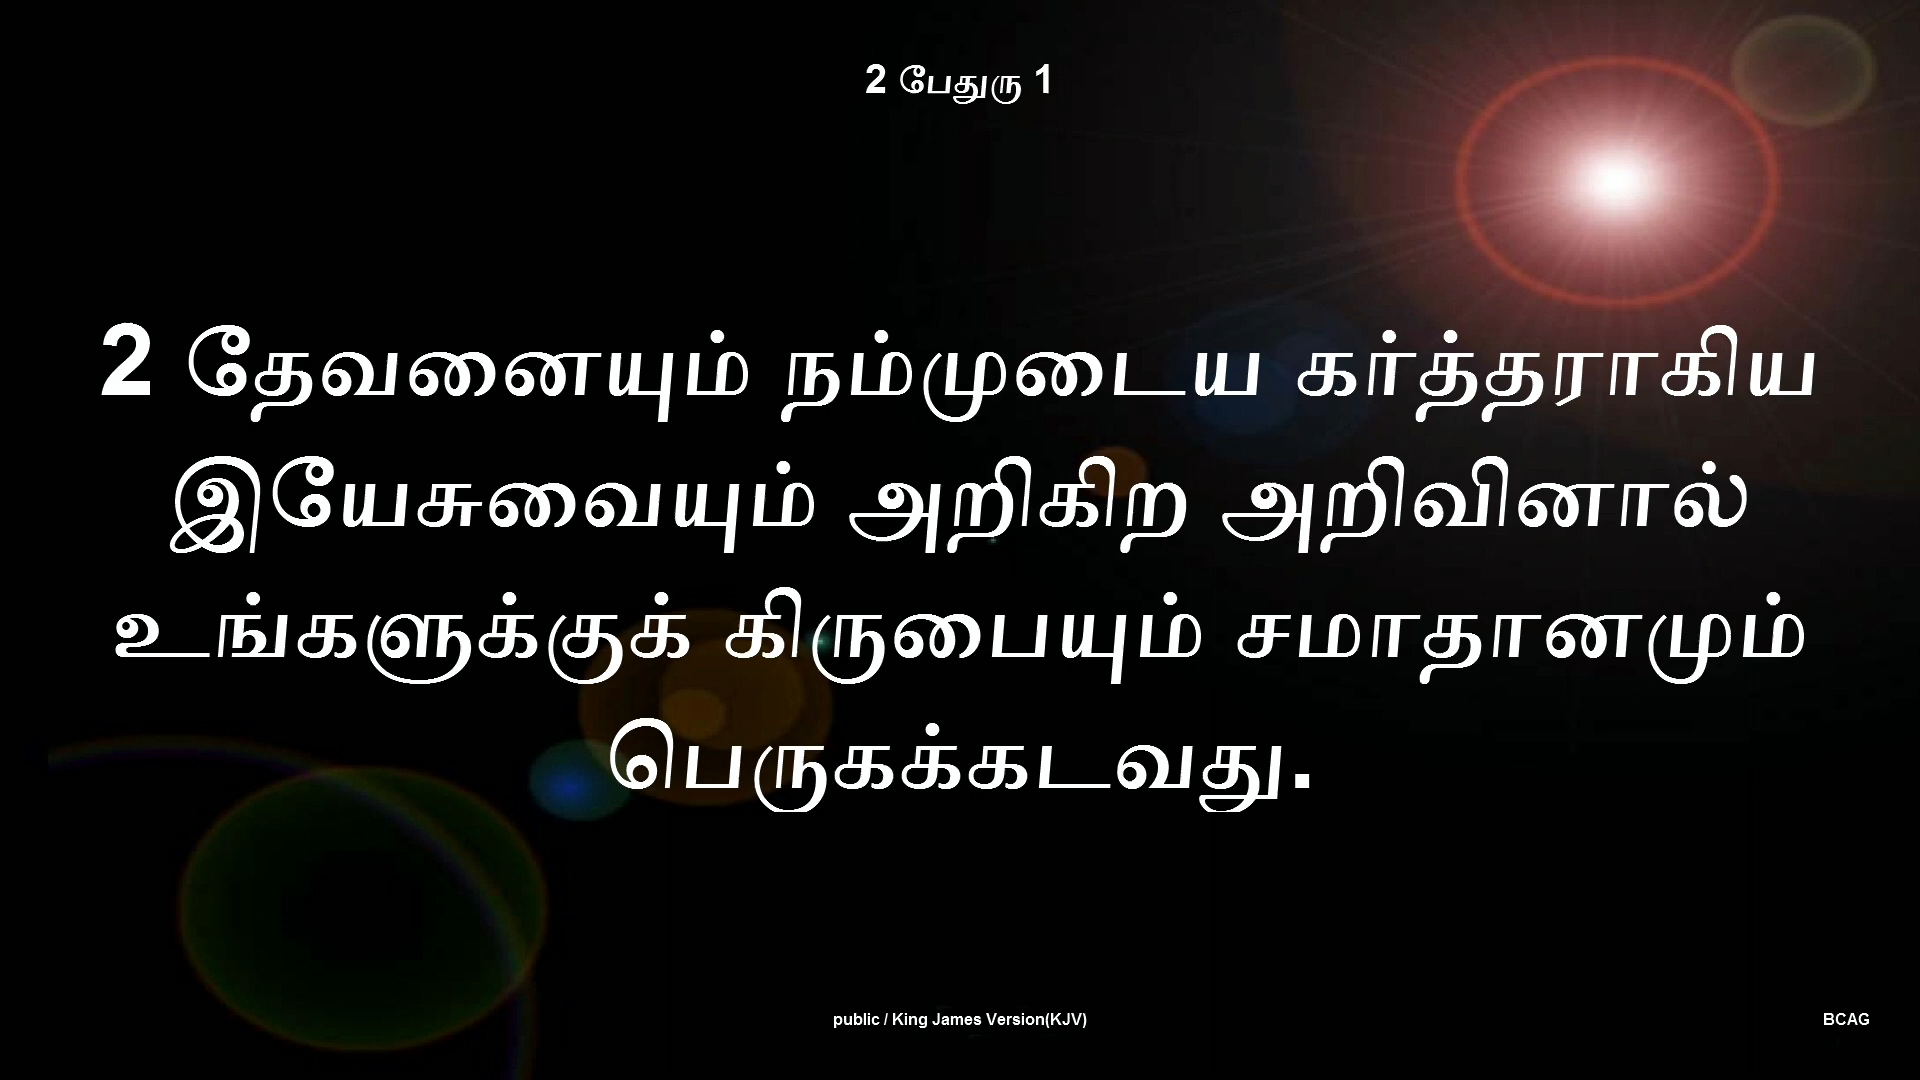 2 பேதுரு 1
2 தேவனையும் நம்முடைய கர்த்தராகிய
இயேசுவையும் அறிகிற அறிவினால்
உங்களுக்குக் கிருபையும் சமாதானமும்
பெருகக்கடவது.
public / King James Version(KJV)
BCAG